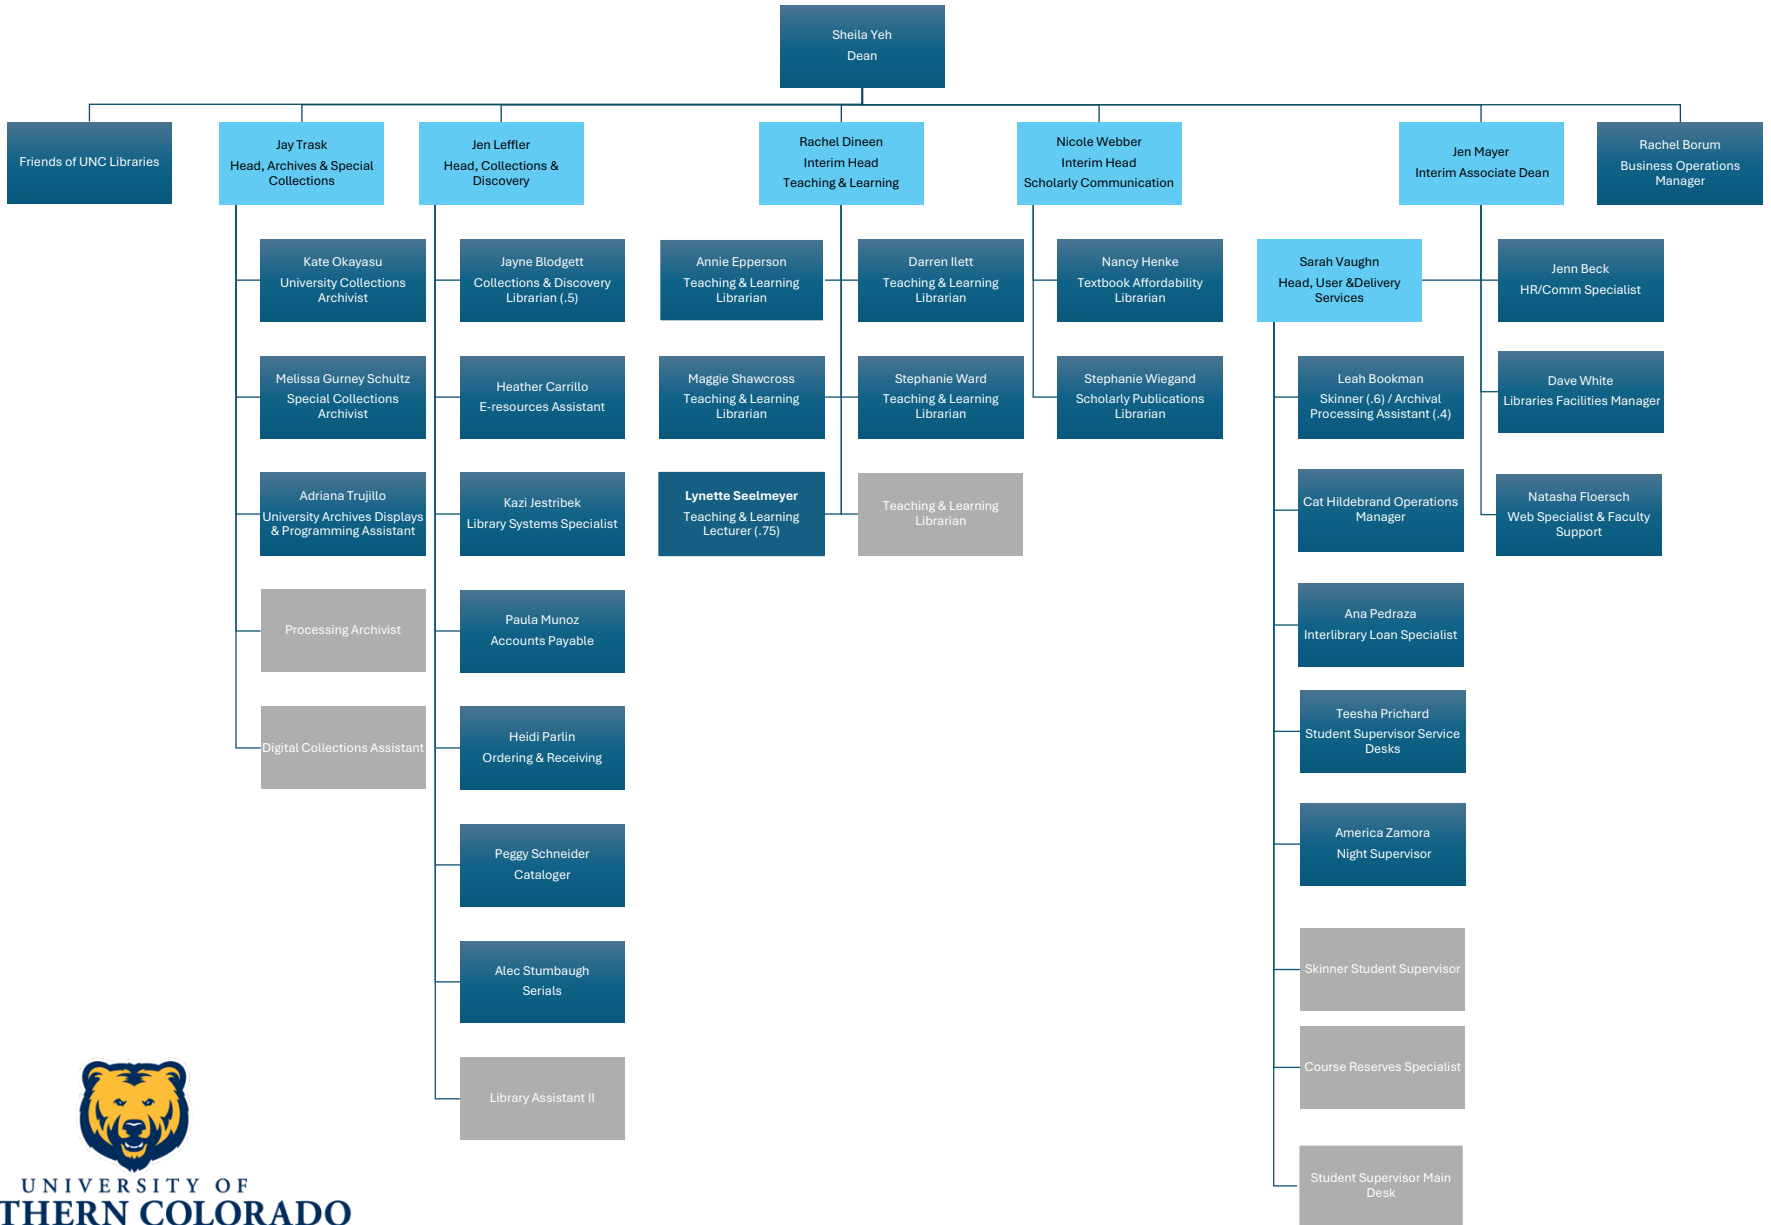 Sheila Yeh
Dean
Friends of UNC Libraries
Jay Trask
Head, Archives & Special
Collections
Jen Leffler
Head, Collections &
Discovery
Rachel Dineen
Interim Head
Teaching & Learning
Nicole Webber
Interim Head
Scholarly Communication
Jen Mayer
Interim Associate Dean
Rachel Borum
Business Operations
Manager
Kate Okayasu
University Collections
Archivist
Melissa Gurney Schultz
Special Collections
Archivist
Adriana Trujillo
University Archives Displays
& Programming Assistant
Processing Archivist
Digital Collections Assistant
Jayne Blodgett
Collections & Discovery
Librarian (.5)
Heather Carrillo
E-resources Assistant
Kazi Jestribek
Library Systems Specialist
Paula Munoz
Accounts Payable
Heidi Parlin
Ordering & Receiving
Peggy Schneider
Cataloger
Alec Stumbaugh
Serials
Library Assistant II
Annie Epperson
Teaching & Learning
Librarian
Darren Ilett
Teaching & Learning
Librarian
Maggie Shawcross
Teaching & Learning
Librarian
Stephanie Ward
Teaching & Learning
Librarian
Lynette Seelmeyer
Teaching & Learning
Lecturer (.75)
Teaching & Learning
Librarian
Nancy Henke
Textbook Affordability
Librarian
Stephanie Wiegand
Scholarly Publications
Librarian
Sarah Vaughn
Head, User &Delivery
Services
Leah Bookman
Skinner (.6) / Archival
Processing Assistant (.4)
Cat Hildebrand Operations
Manager
Ana Pedraza
Interlibrary Loan Specialist
Teesha Prichard
Student Supervisor Service
Desks
America Zamora
Night Supervisor
Skinner Student Supervisor
Course Reserves Specialist
Student Supervisor Main
Desk
Jenn Beck
HR/Comm Specialist
Dave White
Libraries Facilities Manager
Natasha Floersch
Web Specialist & Faculty
Support
UNIVERSITY OF
THERN COLORADO